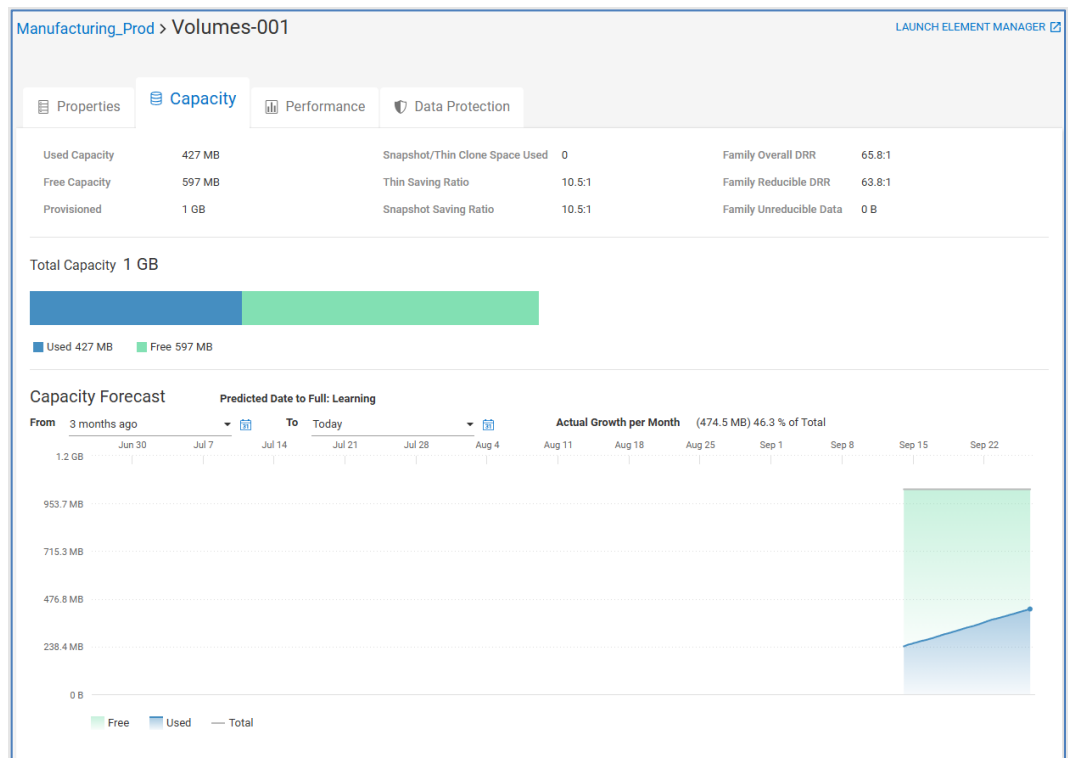 Manufacturing_Prod > Volumes-001
LAUNCH ELEMENT MANAGER
Properties
Capacity
Performance
Data Protection
Used Capacity 427 MB
Snapshot/Thin Clone Space Used 0
Family Overall DRR 65.8:1
Free Capacity 597 MB
Thin Saving Ratio 10.5:1
Family Reducible DRR 63.8:1
Provisioned 1 GB
Snapshot Saving Ratio 10.5:1
Family Unreducible Data 0 B
Total Capacity 1 GB
Used 427 MB
Free 597 MB
Capacity Forecast
Predicted Date to Full: Learning
From 3 months ago
31
To Today
31
Actual Growth per Month (474.5 MB) 46.3 % of Total
Jun 30 Jul 7 Jul 14 Jul 21 Jul 28 Aug 4 Aug 11 Aug 18 Aug 25 Sep 1 Sep 8 Sep 15 Sep 22
1.2 GB
953.7 MB
715.3 MB
476.8 MB
238.4 MB
0 B
Free Used Total